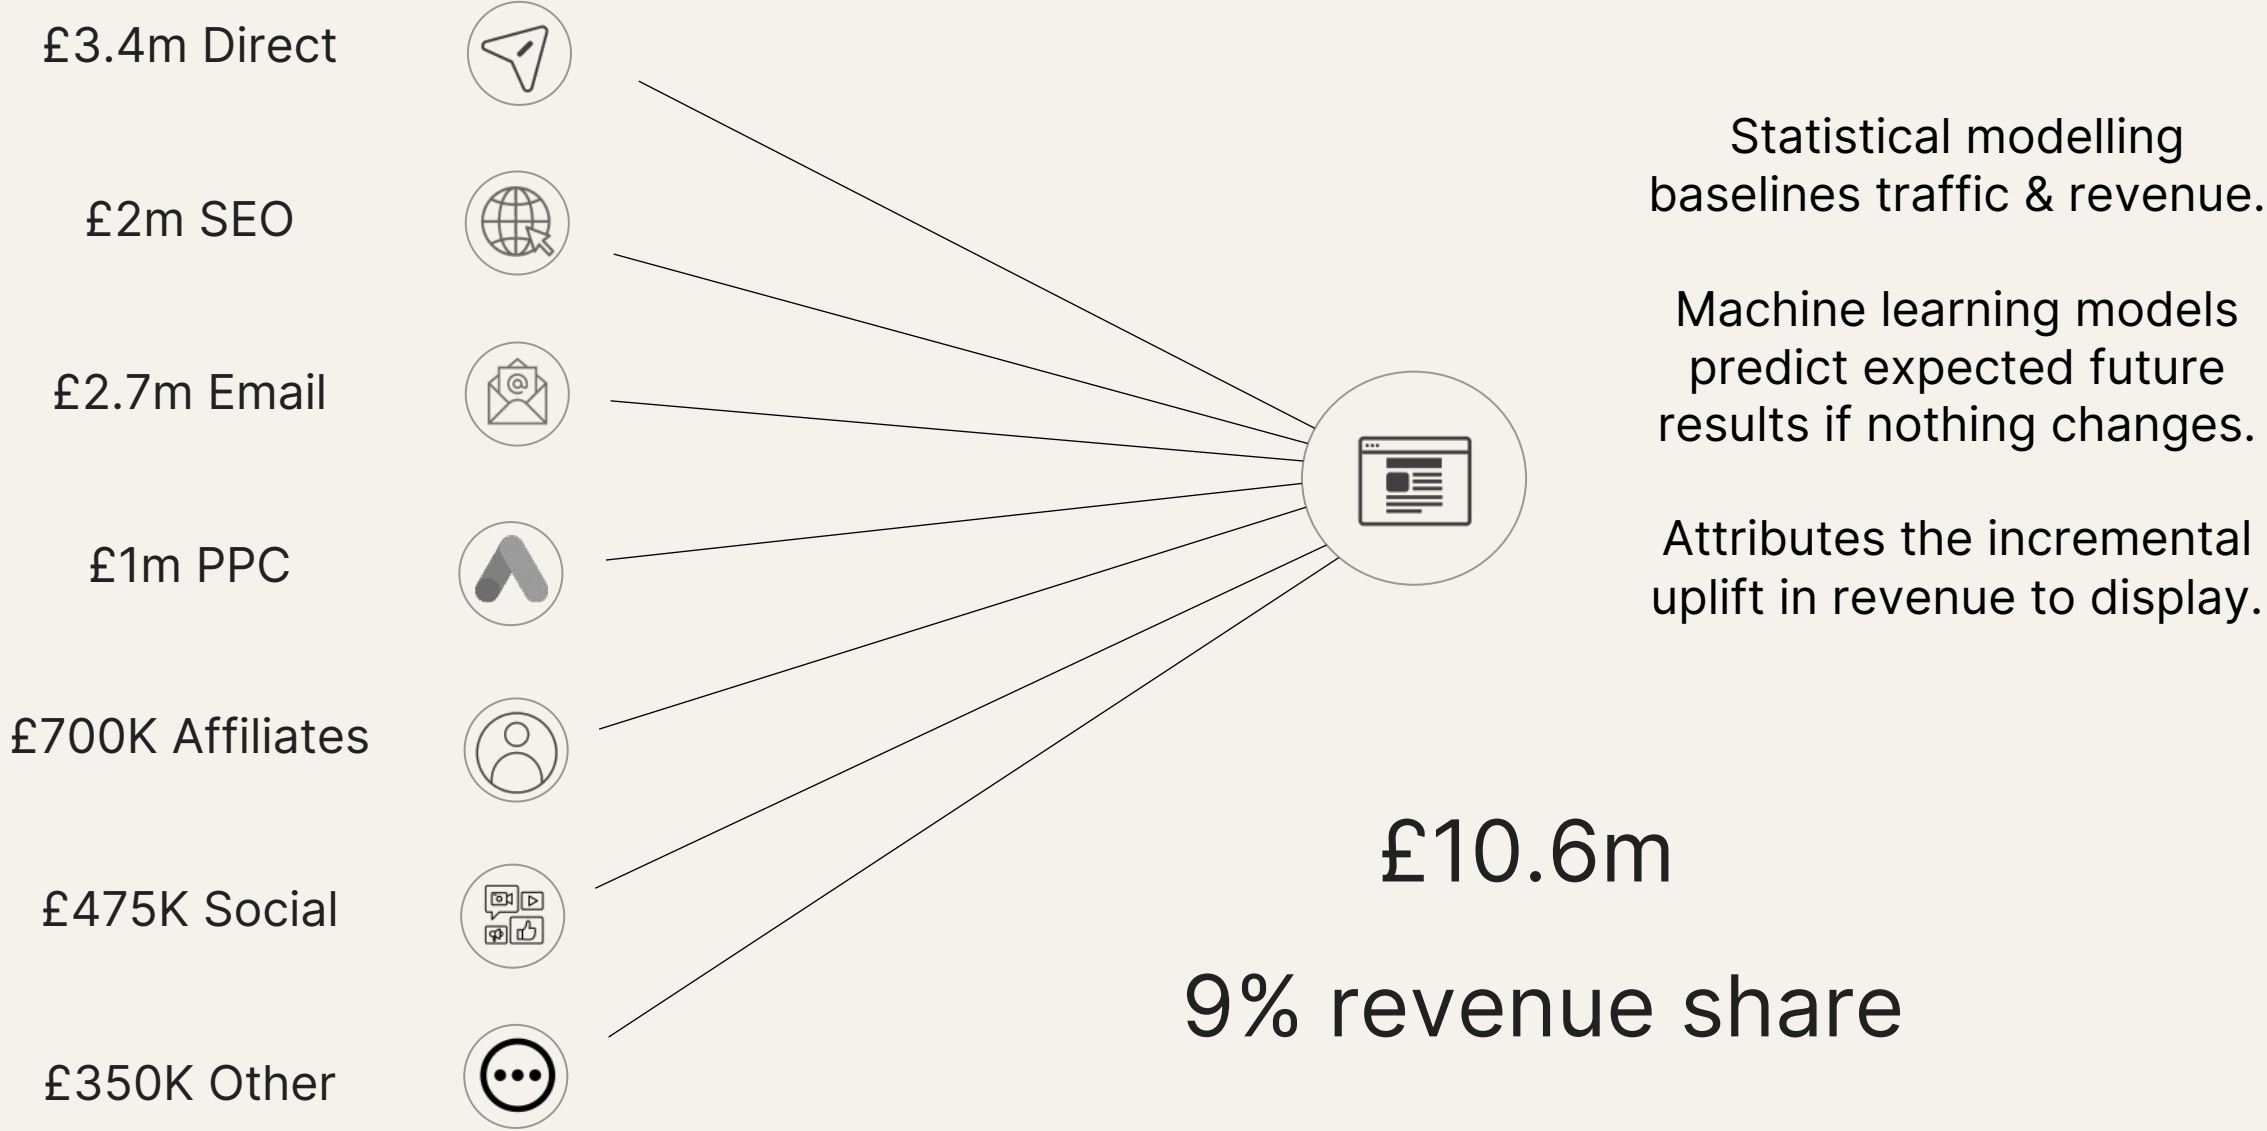 £3.4m Direct
£2m SEO
£2.7m Email
£1m PPC
£700K Affiliates
£475K Social
£350K Other
Statistical modelling
baselines traffic & revenue.
Machine learning models
predict expected future
results if nothing changes.
Attributes the incremental
uplift in revenue to display.
£10.6m
9% revenue share